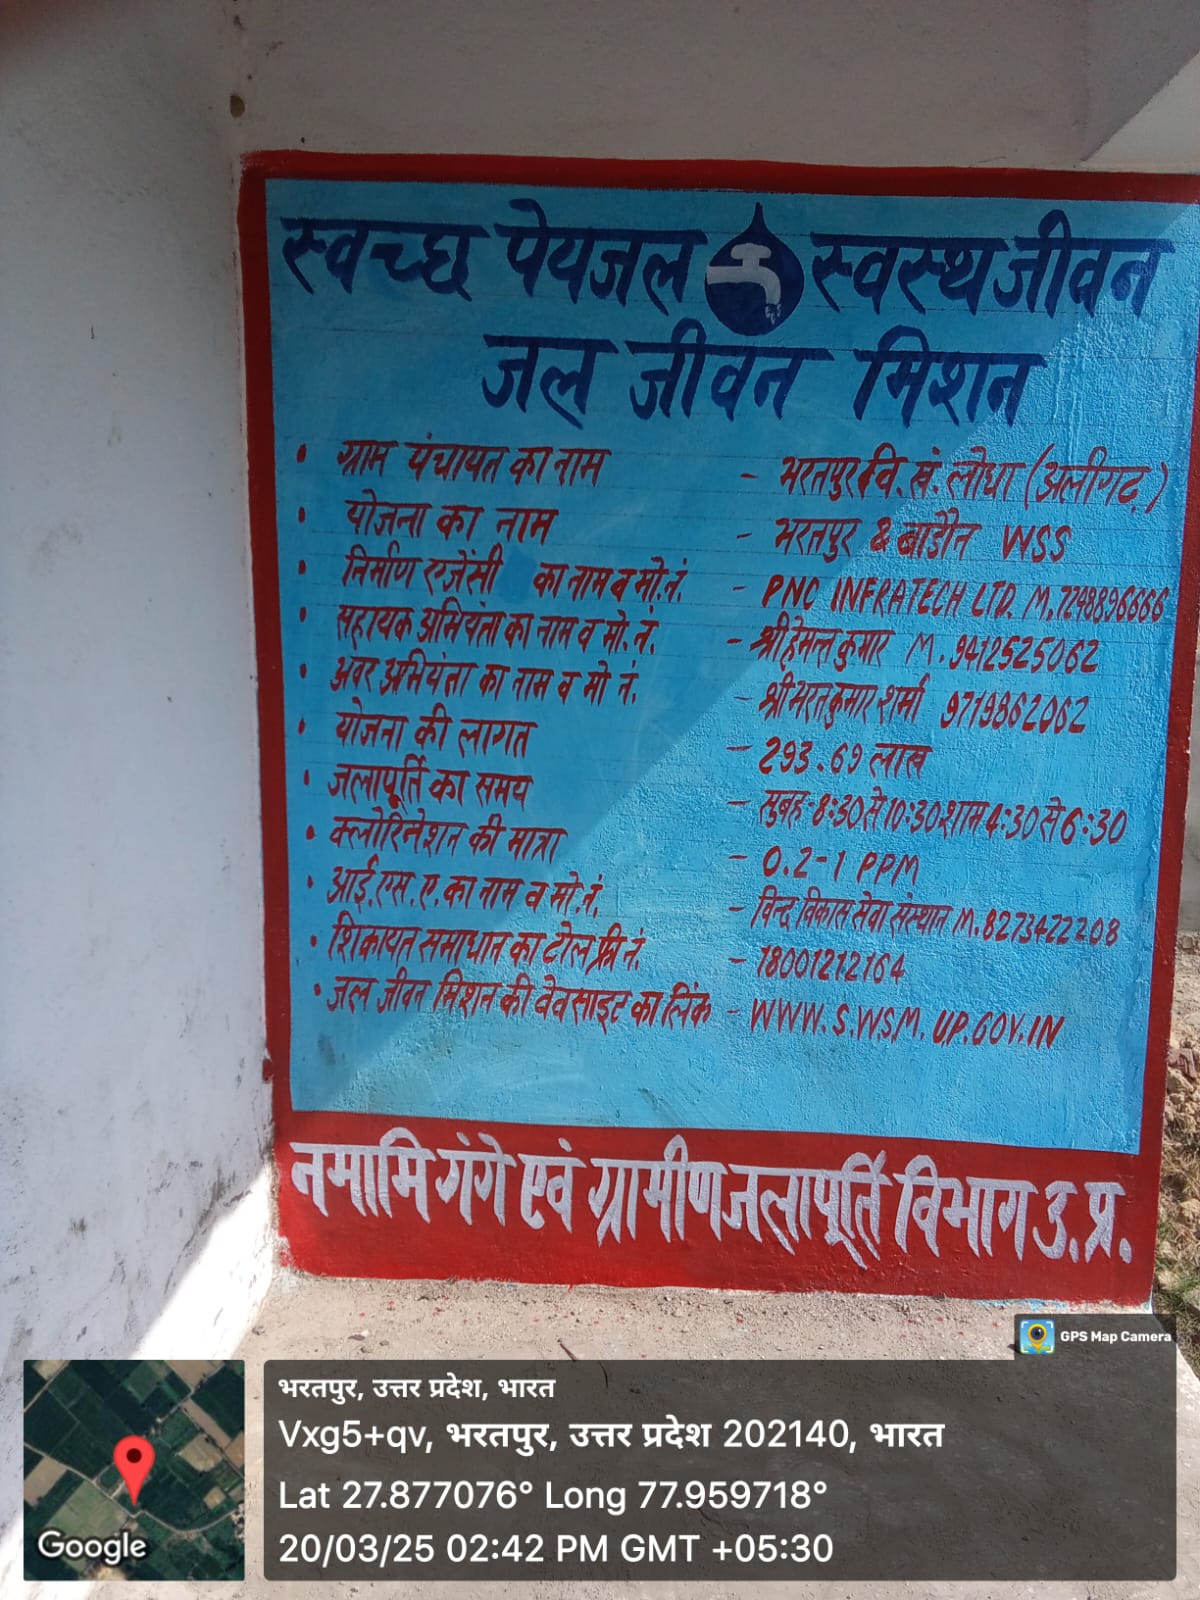 स्वच्छ पेयजल स्वस्थ जीवन
जल जीवन मिशन
• ग्राम पंचायत का नाम - भरतपुर वि. खं. लोधा (अलीगढ़)
• योजना का नाम - भरतपुर & बाडौन WSS
• निर्माण एजेंसी का नाम व मो. नं. - PNC INFRATECH LTD. M. 7248896666
• सहायक अभियंता का नाम व मो. नं. - श्री हेमन्त कुमार M. 9412525062
• अवर अभियंता का नाम व मो नं. - श्री भरत कुमार शर्मा 9719862062
• योजना की लागत - 293.69 लाख
• जलापूर्ति का समय - सुबह-8:30 से 10:30 शाम 4:30 से 6:30
• क्लोरिनेशन की मात्रा - 0.2-1 PPM
• आई. एस. ए. का नाम व मो. नं. - विन्द्र विकास सेवा संस्थान M. 8273422208
• शिकायत समाधान का टोल फ्री नं. - 18001212164
• जल जीवन मिशन की वेवसाइट का लिंक - WWW.S.W.S.M.UP.GOV.IN
नमामि गंगे एवं ग्रामीण जलापूर्ति विभाग उ. प्र.
GPS Map Camera
भरतपुर, उत्तर प्रदेश, भारत
Vxg5+qv, भरतपुर, उत्तर प्रदेश 202140, भारत
Lat 27.877076° Long 77.959718°
20/03/25 02:42 PM GMT +05:30
Google